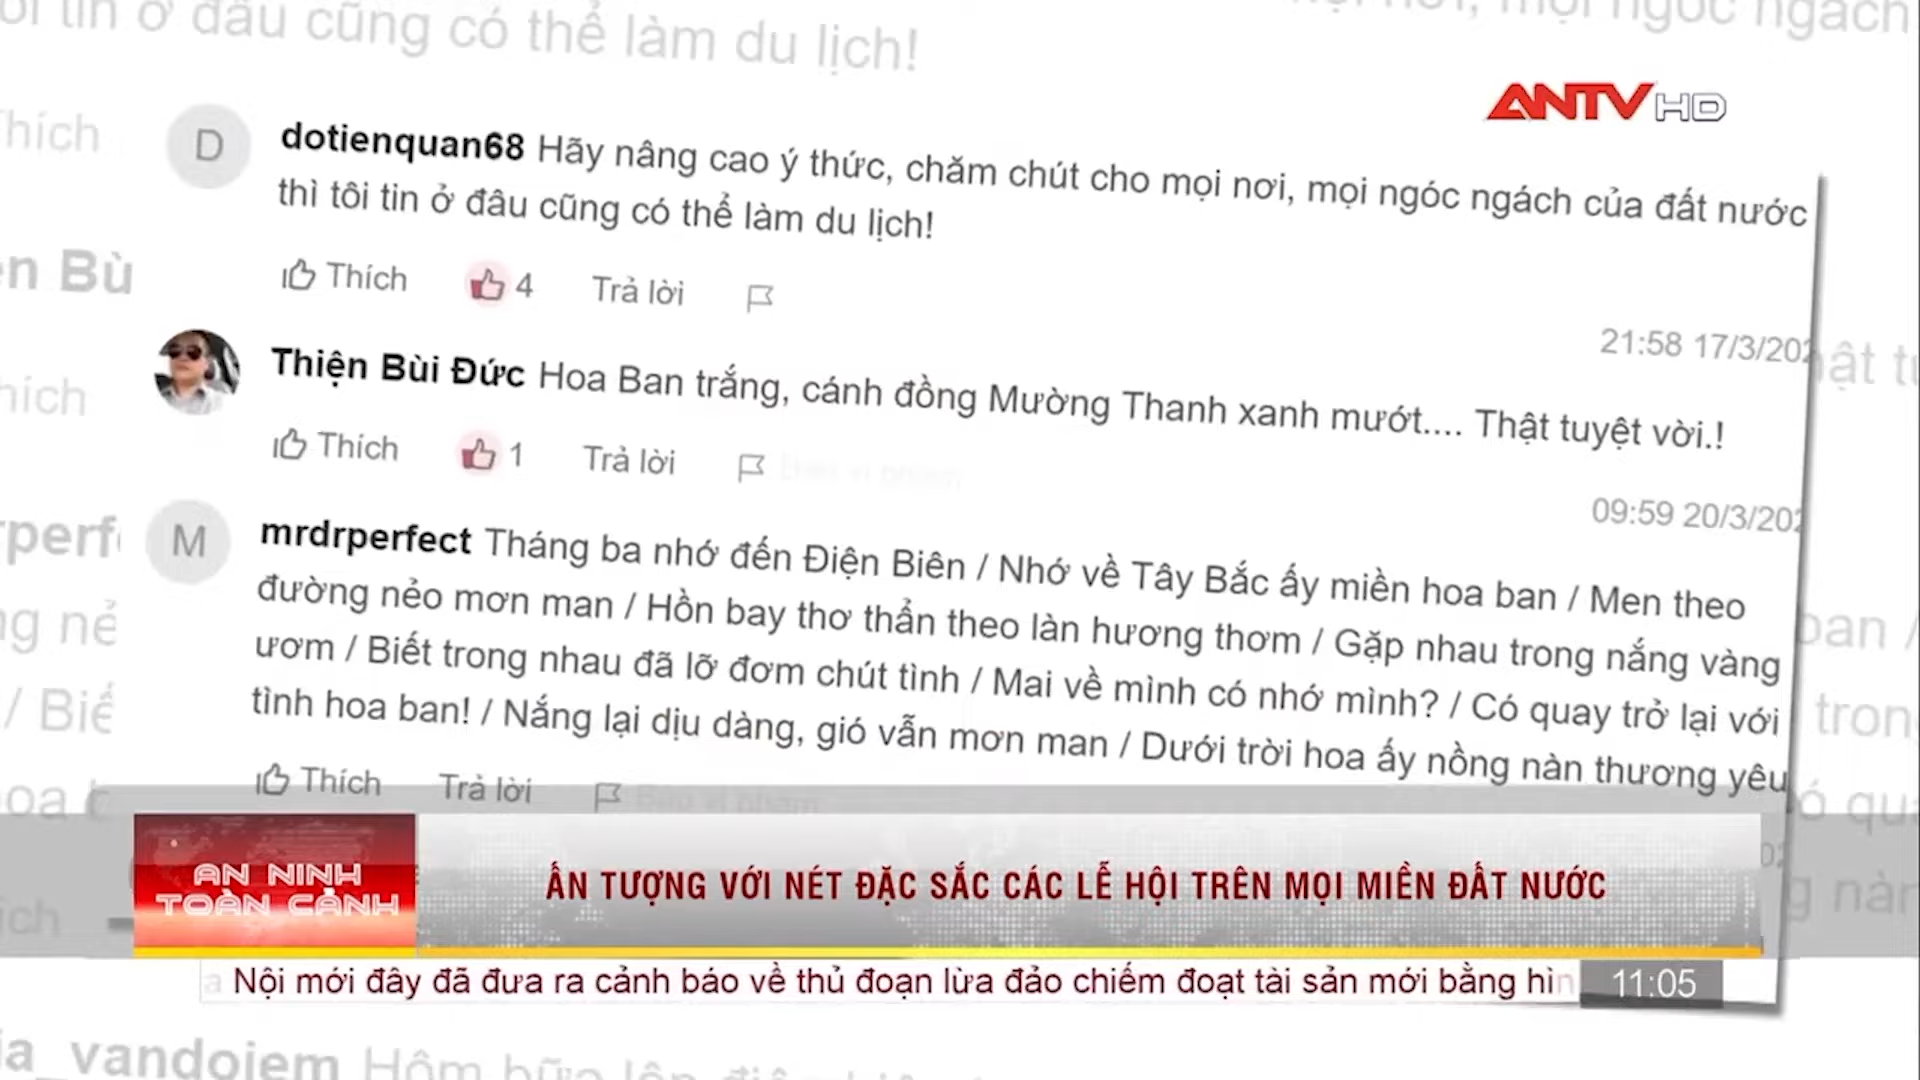 ANTV HD
dotienquan68 Hãy nâng cao ý thức, chăm chút cho mọi nơi, mọi ngóc ngách của đất nước
thì tôi tin ở đâu cũng có thể làm du lịch!
Thích 4 Trả lời
21:58 17/3/202
Thiện Bùi Đức Hoa Ban trắng, cánh đồng Mường Thanh xanh mướt.... Thật tuyệt vời.!
Thích 1 Trả lời
09:59 20/3/202
mrdrperfect Tháng ba nhớ đến Điện Biên / Nhớ về Tây Bắc ấy miền hoa ban / Men theo
đường nẻo mơn man / Hồn bay thơ thẩn theo làn hương thơm / Gặp nhau trong nắng vàng
ươm / Biết trong nhau đã lỡ đơm chút tình / Mai về mình có nhớ mình? / Có quay trở lại với
tình hoa ban! / Nắng lại dịu dàng, gió vẫn mơn man / Dưới trời hoa ấy nồng nàn thương yêu
Thích Trả lời
AN NINH
TOÀN CẢNH
ẤN TƯỢNG VỚI NÉT ĐẶC SẮC CÁC LỄ HỘI TRÊN MỌI MIỀN ĐẤT NƯỚC
Nội mới đây đã đưa ra cảnh báo về thủ đoạn lừa đảo chiếm đoạt tài sản mới bằng hìn
11:05